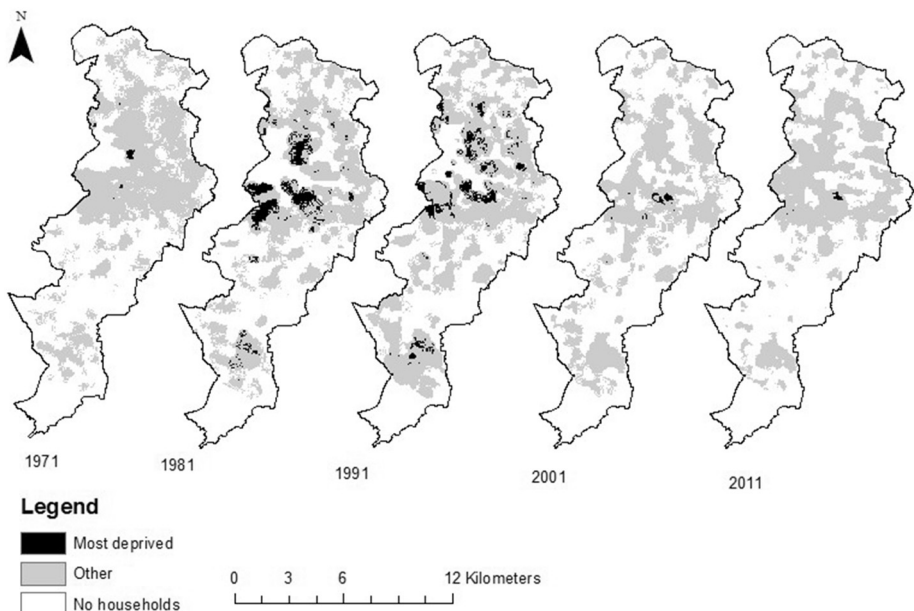 N
1971
1981
1991
2001
2011
Legend
Most deprived
Other
No households
0 3 6 12 Kilometers